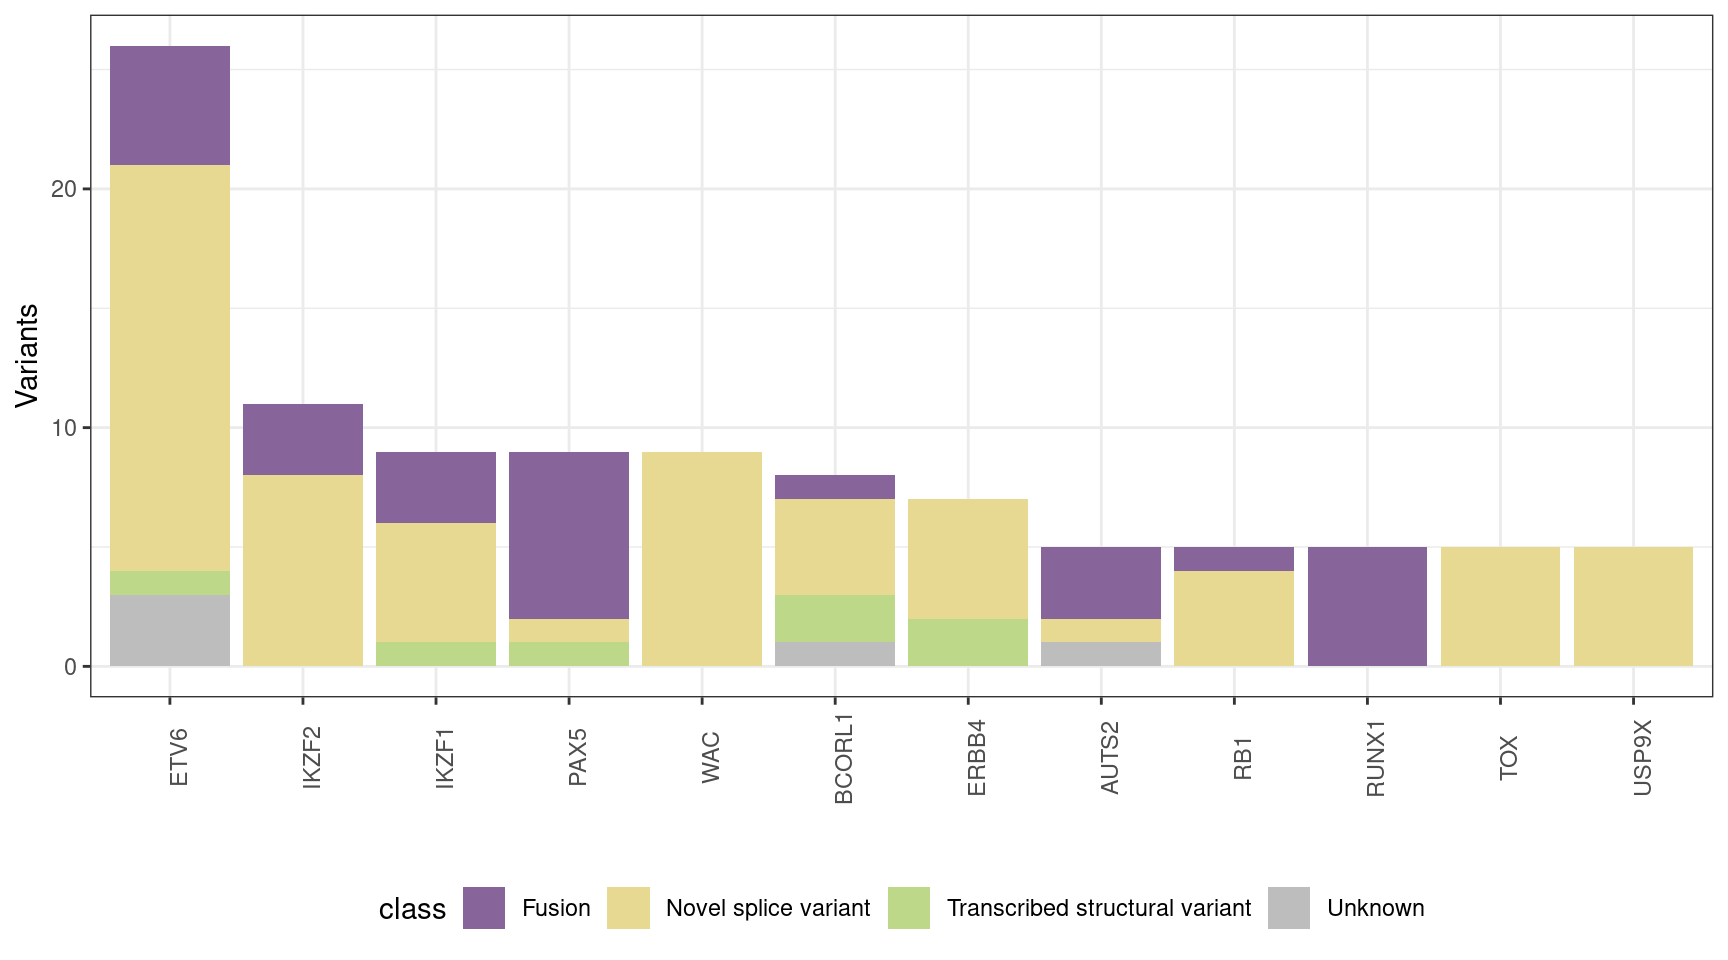 Variants
20
10
0
ETV6
IKZF2
IKZF1
PAX5
WAC
BCORL1
ERBB4
AUTS2
RB1
RUNX1
TOX
USP9X
class Fusion Novel splice variant Transcribed structural variant Unknown